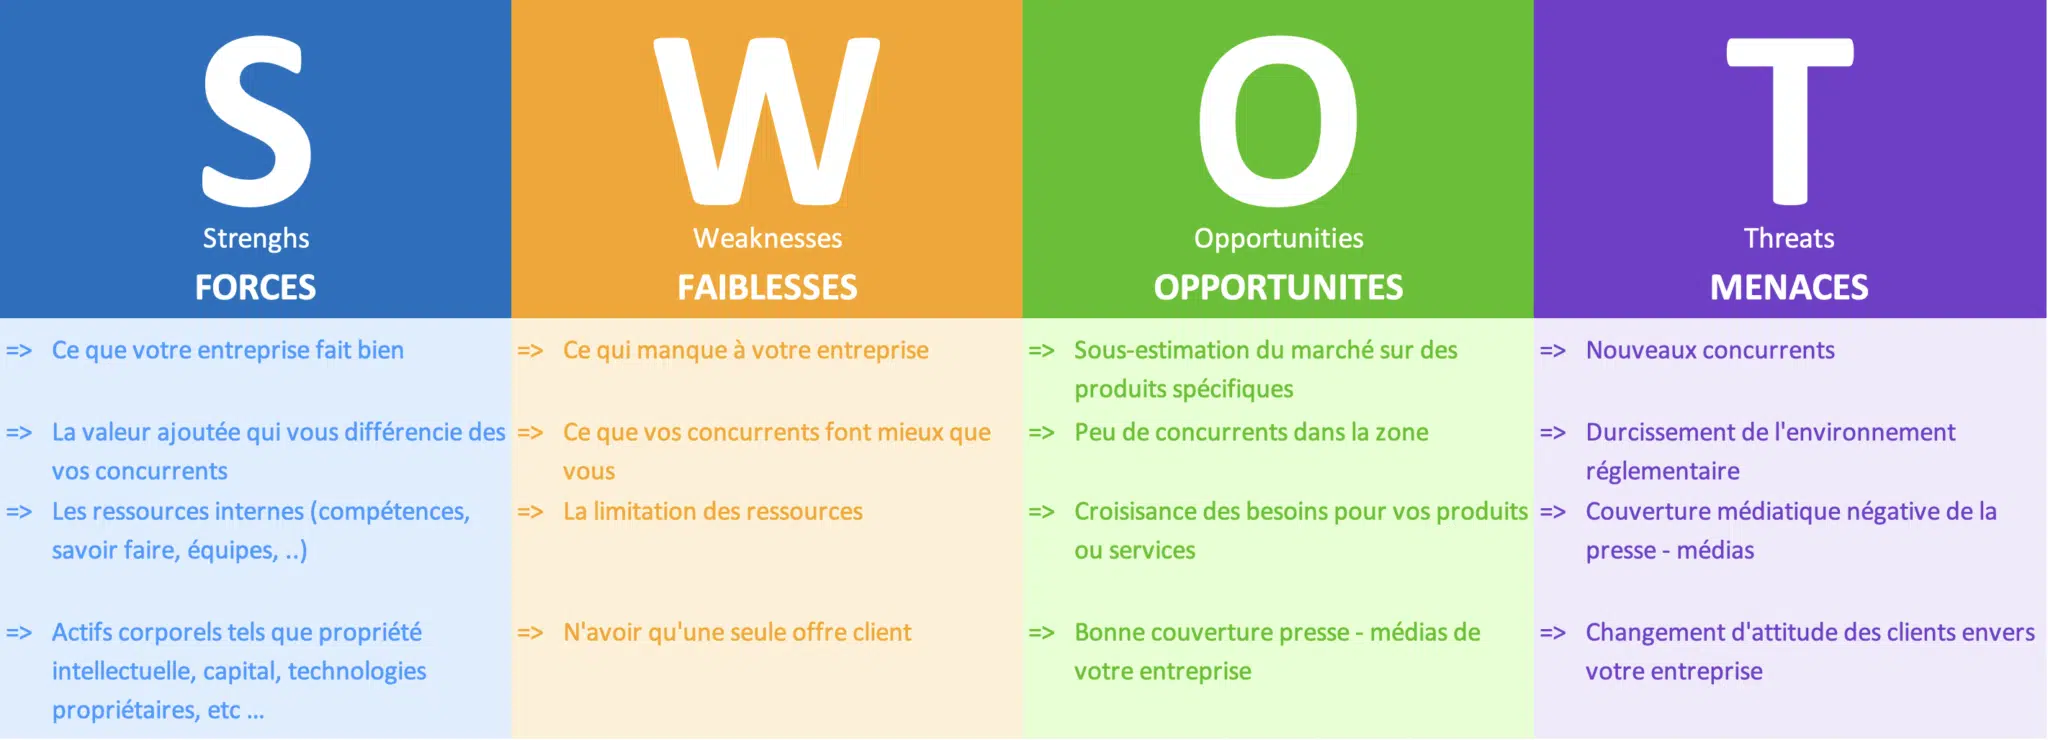 S
Strenghs
FORCES
=> Ce que votre entreprise fait bien
=> La valeur ajoutée qui vous différencie des
vos concurrents
=> Les ressources internes (compétences,
savoir faire, équipes, ..)
=> Actifs corporels tels que propriété
intellectuelle, capital, technologies
propriétaires, etc ...
W
Weaknesses
FAIBLESSES
=> Ce qui manque à votre entreprise
=> Ce que vos concurrents font mieux que
vous
=> La limitation des ressources
=> N'avoir qu'une seule offre client
O
Opportunities
OPPORTUNITES
=> Sous-estimation du marché sur des
produits spécifiques
=> Peu de concurrents dans la zone
=> Croisisance des besoins pour vos produits
ou services
=> Bonne couverture presse - médias de
votre entreprise
T
Threats
MENACES
=> Nouveaux concurrents
=> Durcissement de l'environnement
réglementaire
=> Couverture médiatique négative de la
presse - médias
=> Changement d'attitude des clients envers
votre entreprise